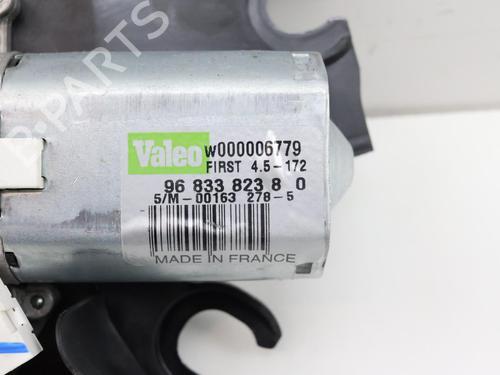 B-PARTS
Valeo W000006779
FIRST 4.5-172
96 833 823 8 0
5/M-00163 278-5
MADE IN FRANCE